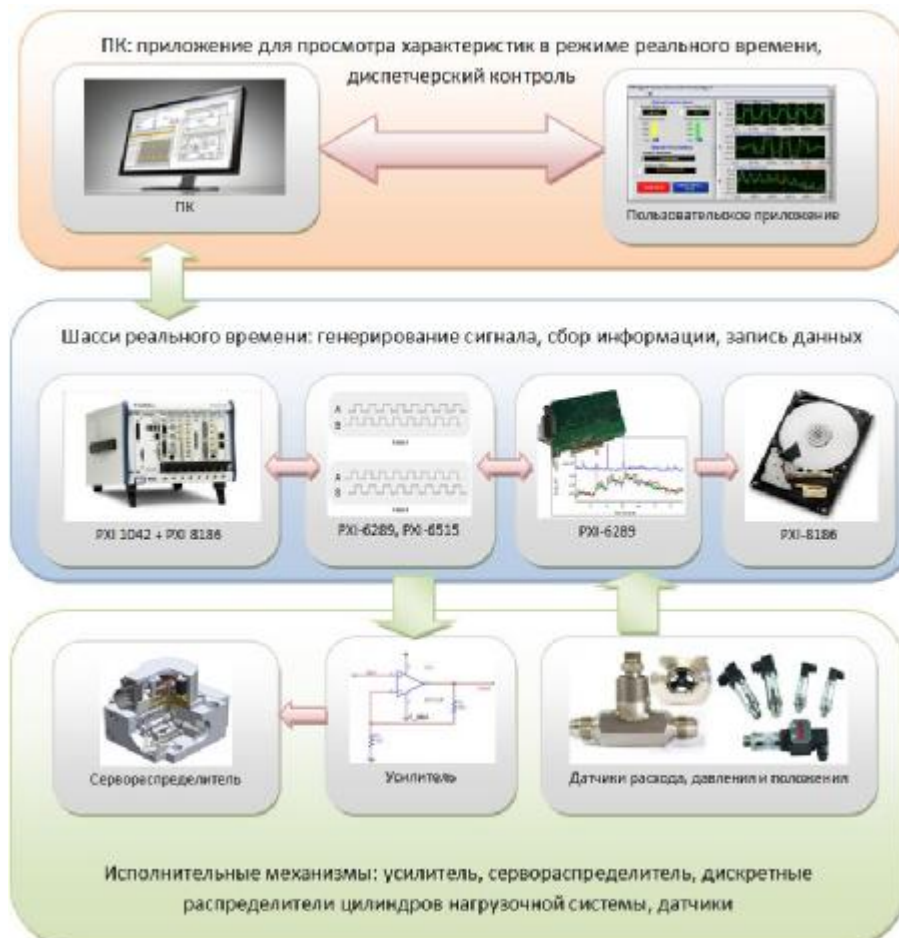 ПК: приложение для просмотра характеристик в режиме реального времени,
диспетчерский контроль
ПК
Пользовательское приложение
Шасси реального времени: генерирование сигнала, сбор информации, запись данных
A
B
A
B
PXI 1042 + PXI 8186
PXI-6289, PXI-6515
PXI-6289
PXI-8186
Сервораспределитель
Усилитель
Датчики расхода, давления и положения
Исполнительные механизмы: усилитель, сервораспределитель, дискретные
распределители цилиндров нагрузочной системы, датчики